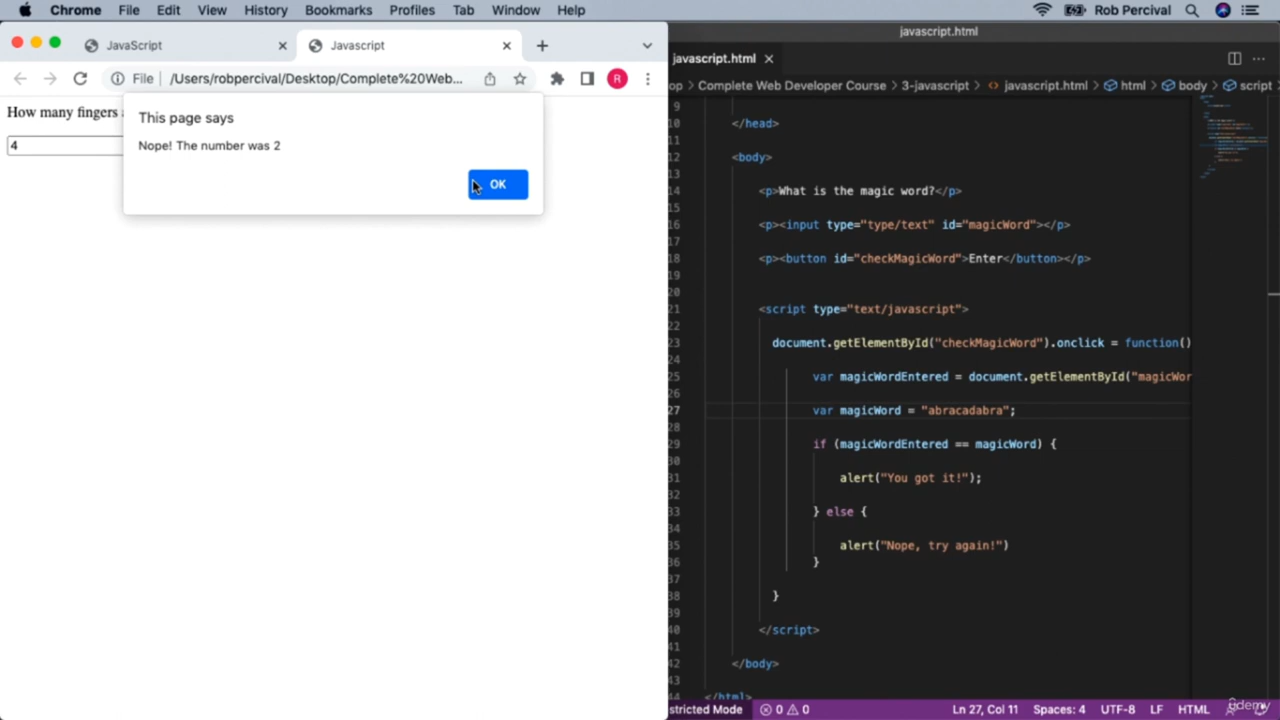 Chrome File Edit View History Bookmarks Profiles Tab Window Help Rob Percival
JavaScript
Javascript
File /Users/robpercival/Desktop/Complete%20Web...
R
How many fingers
4
This page says
Nope! The number was 2
OK
javascript.html
javascript.html
op > Complete Web Developer Course > 3-javascript > javascript.html > html > body > script
9
10 </head>
11
12 <body>
13
14 <p>What is the magic word?</p>
15
16 <p><input type="type/text" id="magicWord"></p>
17
18 <p><button id="checkMagicWord">Enter</button></p>
19
20
21 <script type="text/javascript">
22
23 document.getElementById("checkMagicWord").onclick = function()
24
25 var magicWordEntered = document.getElementById("magicWor
26
27 var magicWord = "abracadabra";
28
29 if (magicWordEntered == magicWord) {
30
31 alert("You got it!");
32
33 } else {
34
35 alert("Nope, try again!")
36 }
37
38 }
39
40 </script>
41
42 </body>
43
44 </html>
stricted Mode 0 0 Ln 27, Col 11 Spaces: 4 UTF-8 LF HTML
udemy